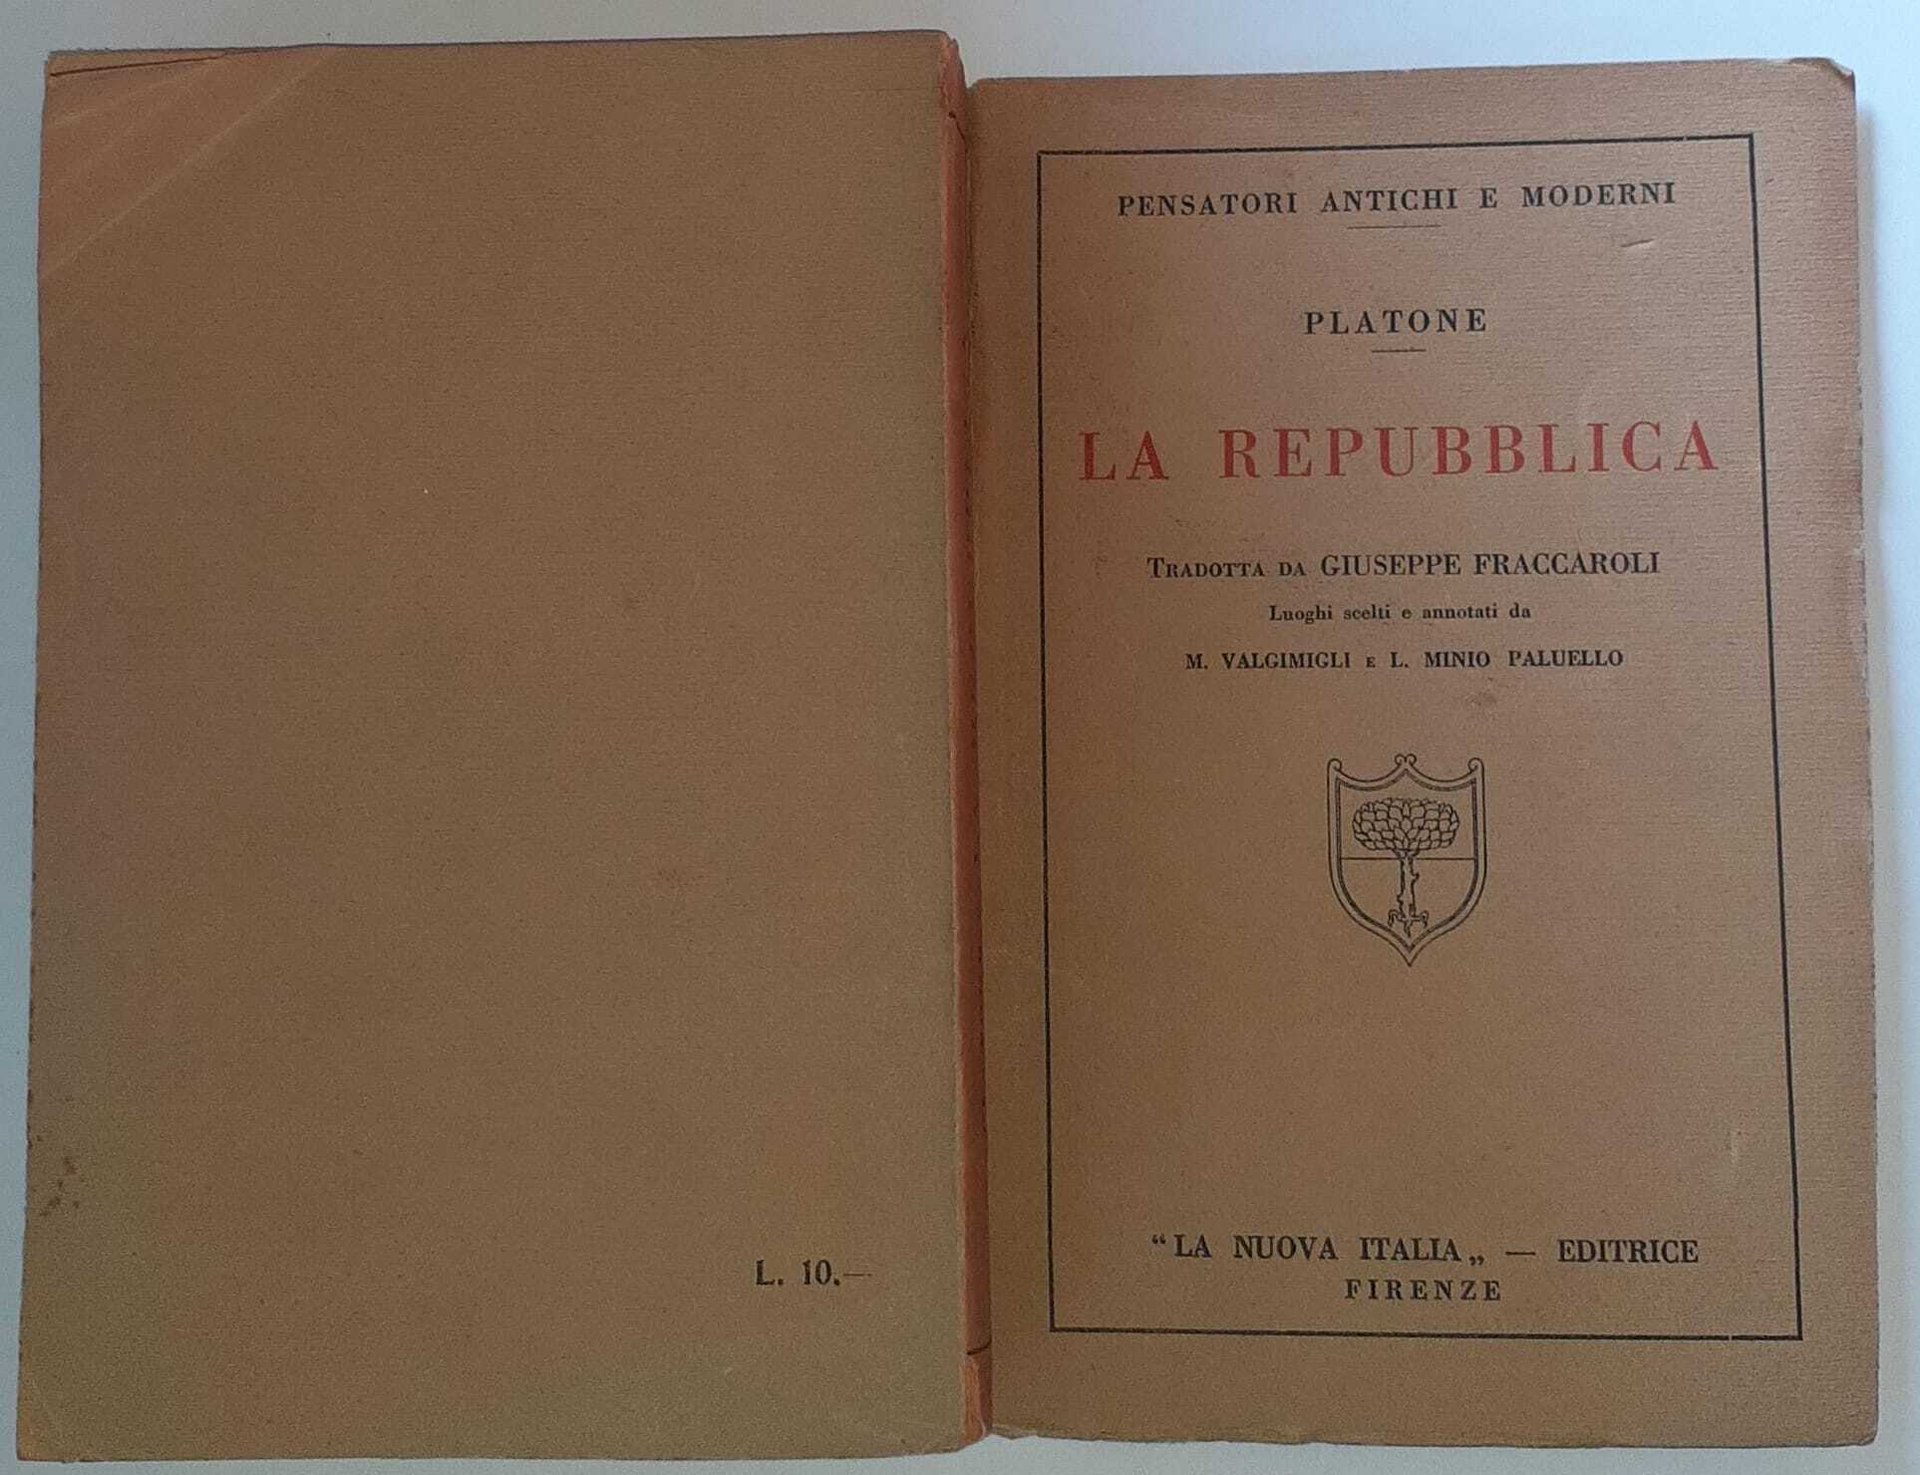 L. 10.—
PENSATORI ANTICHI E MODERNI
PLATONE
LA REPUBBLICA
TRADOTTA DA GIUSEPPE FRACCAROLI
Luoghi scelti e annotati da
M. VALGIMIGLI E L. MINIO PALUELLO
“LA NUOVA ITALIA„ — EDITRICE
FIRENZE